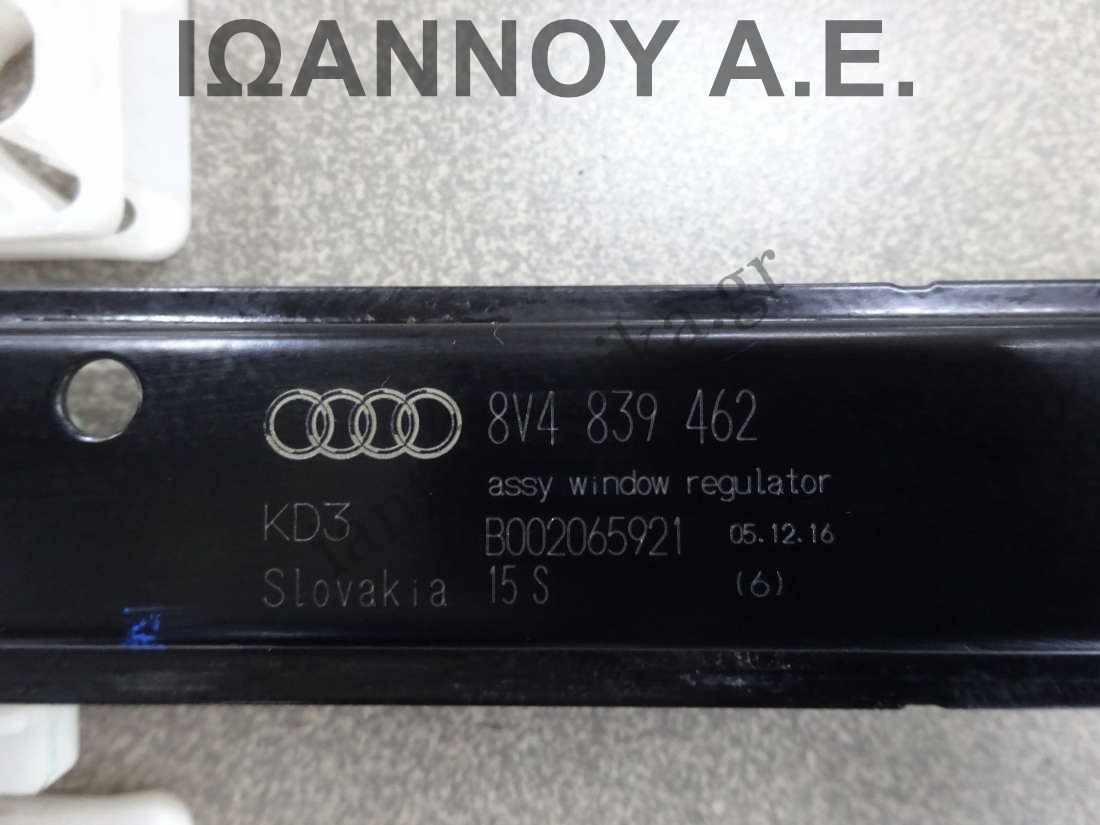 ΙΩΑΝΝΟΥ Α.Ε.
8V4 839 462
assy window regulator
KD3
B002065921 05.12.16
Slovakia 15 S (6)